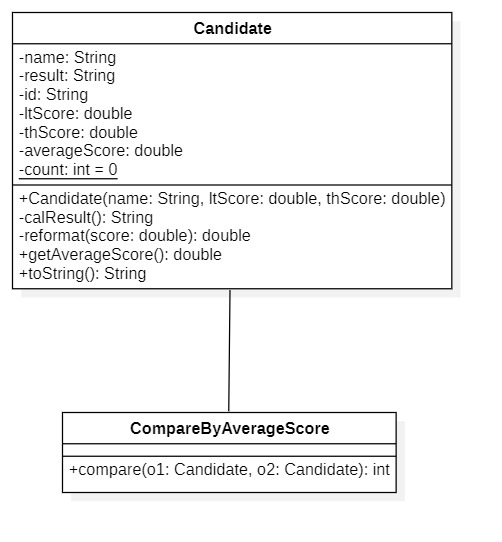 Candidate
-name: String
-result: String
-id: String
-ltScore: double
-thScore: double
-averageScore: double
-count: int = 0
+Candidate(name: String, ltScore: double, thScore: double)
-calResult(): String
-reformat(score: double): double
+getAverageScore(): double
+toString(): String
CompareByAverageScore
+compare(o1: Candidate, o2: Candidate): int